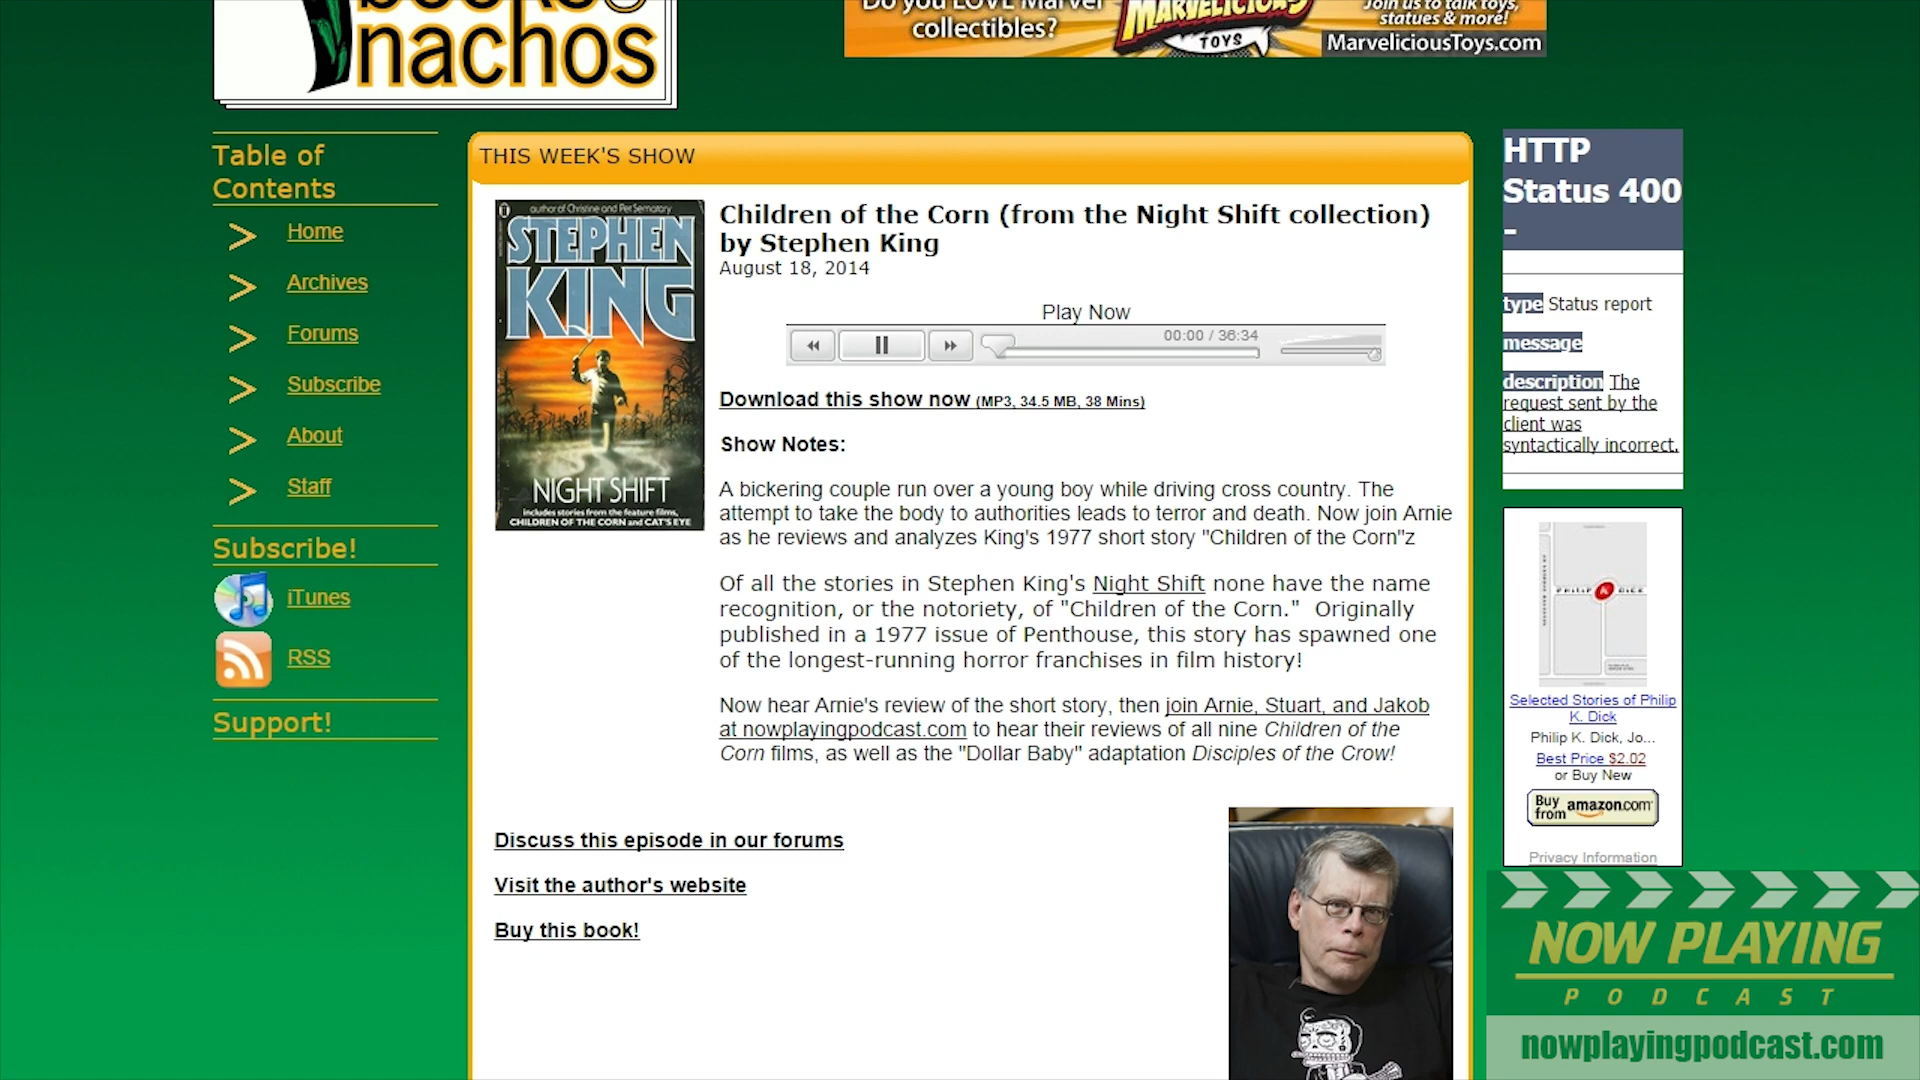 books &
nachos
Do you LOVE Marvel
collectibles?
MARVELICIOUS
TOYS
Join us to talk toys,
statues & more!
MarveliciousToys.com
Table of
Contents
Home
Archives
Forums
Subscribe
About
Staff
Subscribe!
iTunes
RSS
Support!
THIS WEEK'S SHOW
author of Christine and Pet Sematary
STEPHEN
KING
NIGHT SHIFT
includes stories from the feature films,
CHILDREN OF THE CORN and CAT'S EYE
Children of the Corn (from the Night Shift collection)
by Stephen King
August 18, 2014
Play Now
00:00 / 36:34
Download this show now (MP3, 34.5 MB, 38 Mins)
Show Notes:
A bickering couple run over a young boy while driving cross country. The
attempt to take the body to authorities leads to terror and death. Now join Arnie
as he reviews and analyzes King's 1977 short story "Children of the Corn"z
Of all the stories in Stephen King's Night Shift none have the name
recognition, or the notoriety, of "Children of the Corn." Originally
published in a 1977 issue of Penthouse, this story has spawned one
of the longest-running horror franchises in film history!
Now hear Arnie's review of the short story, then join Arnie, Stuart, and Jakob
at nowplayingpodcast.com to hear their reviews of all nine Children of the
Corn films, as well as the "Dollar Baby" adaptation Disciples of the Crow!
Discuss this episode in our forums
Visit the author's website
Buy this book!
HTTP
Status 400
-
type Status report
message
description The
request sent by the
client was
syntactically incorrect.
PHILIP K DICK
Selected Stories of Philip
K. Dick
Philip K. Dick, Jo...
Best Price $2.02
or Buy New
Buy
from amazon.com
Privacy Information
NOW PLAYING
PODCAST
nowplayingpodcast.com